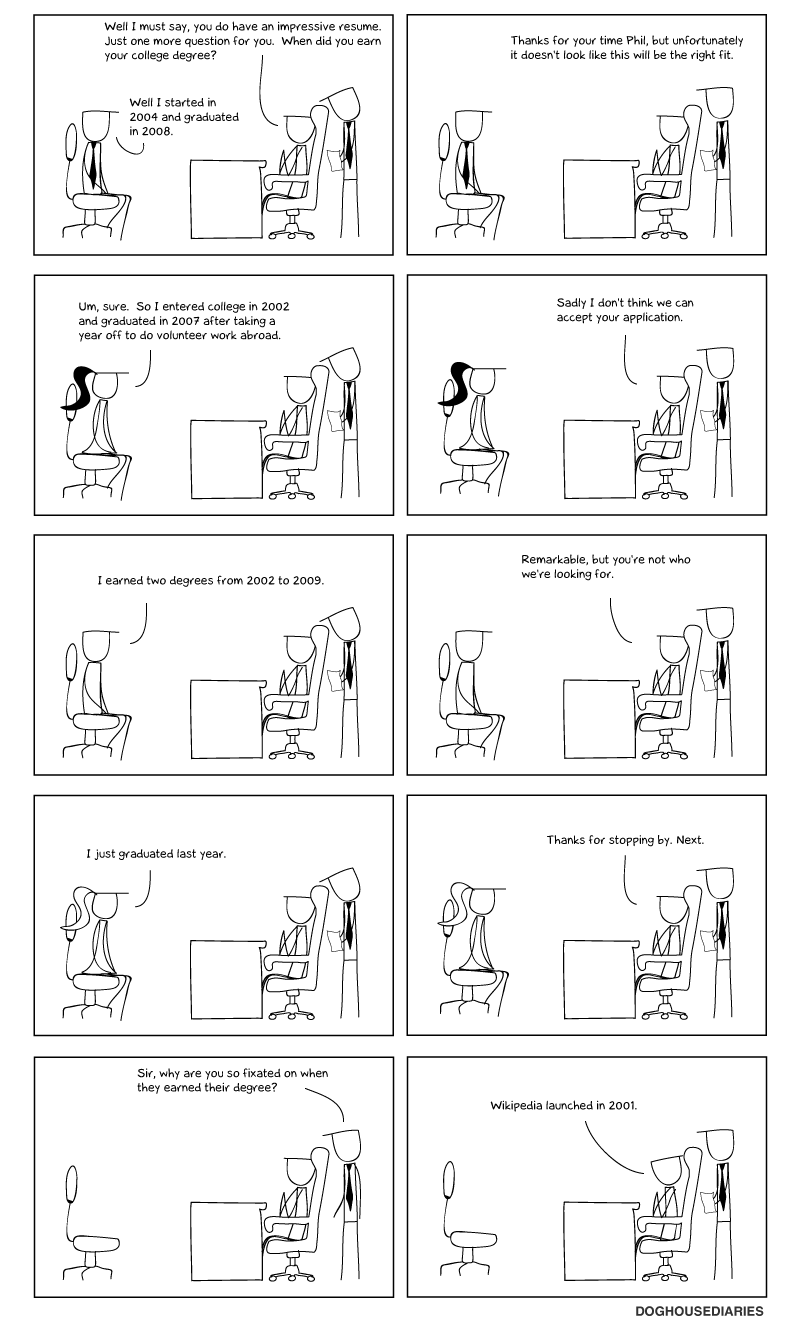 Well I must say, you do have an impressive resume.
Just one more question for you. When did you earn
your college degree?
Well I started in
2004 and graduated
in 2008.
Thanks for your time Phil, but unfortunately
it doesn't look like this will be the right fit.
Um, sure. So I entered college in 2002
and graduated in 2007 after taking a
year off to do volunteer work abroad.
Sadly I don't think we can
accept your application.
I earned two degrees from 2002 to 2009.
Remarkable, but you're not who
we're looking for.
I just graduated last year.
Thanks for stopping by. Next.
Sir, why are you so fixated on when
they earned their degree?
Wikipedia launched in 2001.
DOGHOUSEDIARIES